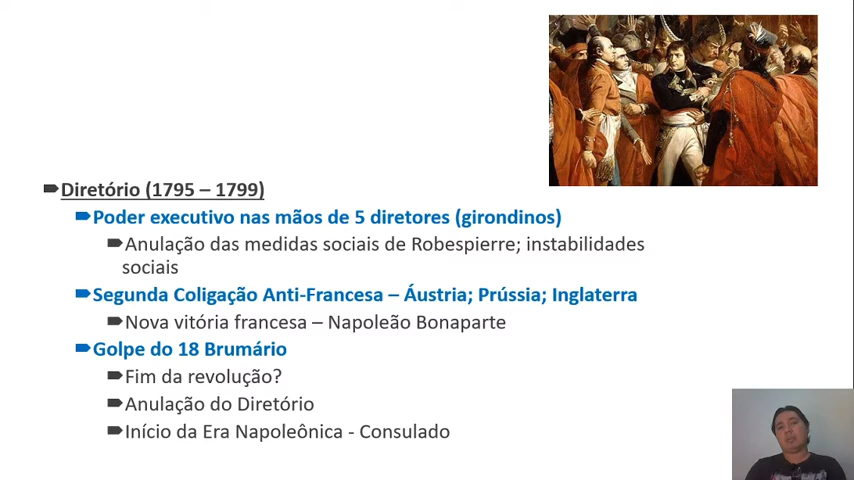 Diretório (1795 – 1799)
Poder executivo nas mãos de 5 diretores (girondinos)
Anulação das medidas sociais de Robespierre; instabilidades
sociais
Segunda Coligação Anti-Francesa – Áustria; Prússia; Inglaterra
Nova vitória francesa – Napoleão Bonaparte
Golpe do 18 Brumário
Fim da revolução?
Anulação do Diretório
Início da Era Napoleônica - Consulado